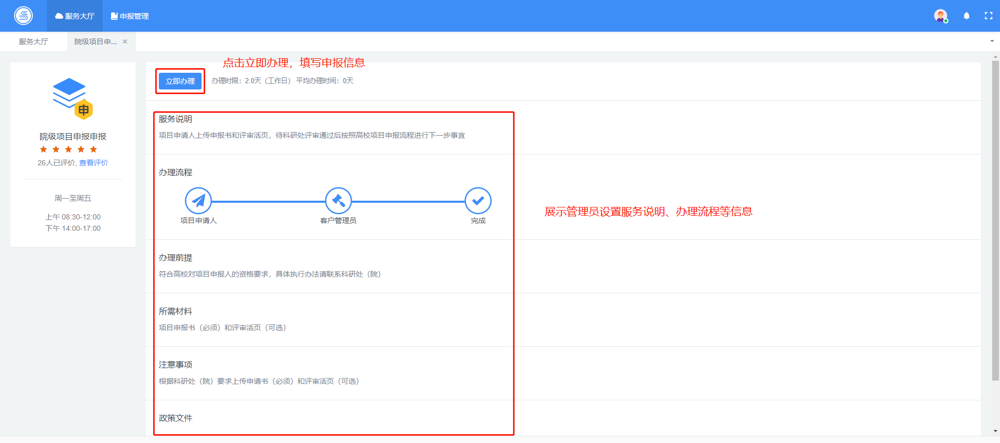 服务大厅
申报管理
服务大厅
院级项目申...
点击立即办理，填写申报信息
立即办理
办理时限：2.0天（工作日） 平均办理时间：0天
申
院级项目申报申报
26人已评价, 查看评价
周一至周五
上午 08:30-12:00
下午 14:00-17:00
服务说明
项目申请人上传申报书和评审活页，待科研处评审通过后按照高校项目申报流程进行下一步事宜
办理流程
项目申请人
客户管理员
完成
展示管理员设置服务说明、办理流程等信息
办理前提
符合高校对项目申报人的资格要求，具体执行办法请联系科研处（院）
所需材料
项目申报书（必须）和评审活页（可选）
注意事项
根据科研处（院）要求上传申请书（必须）和评审活页（可选）
政策文件